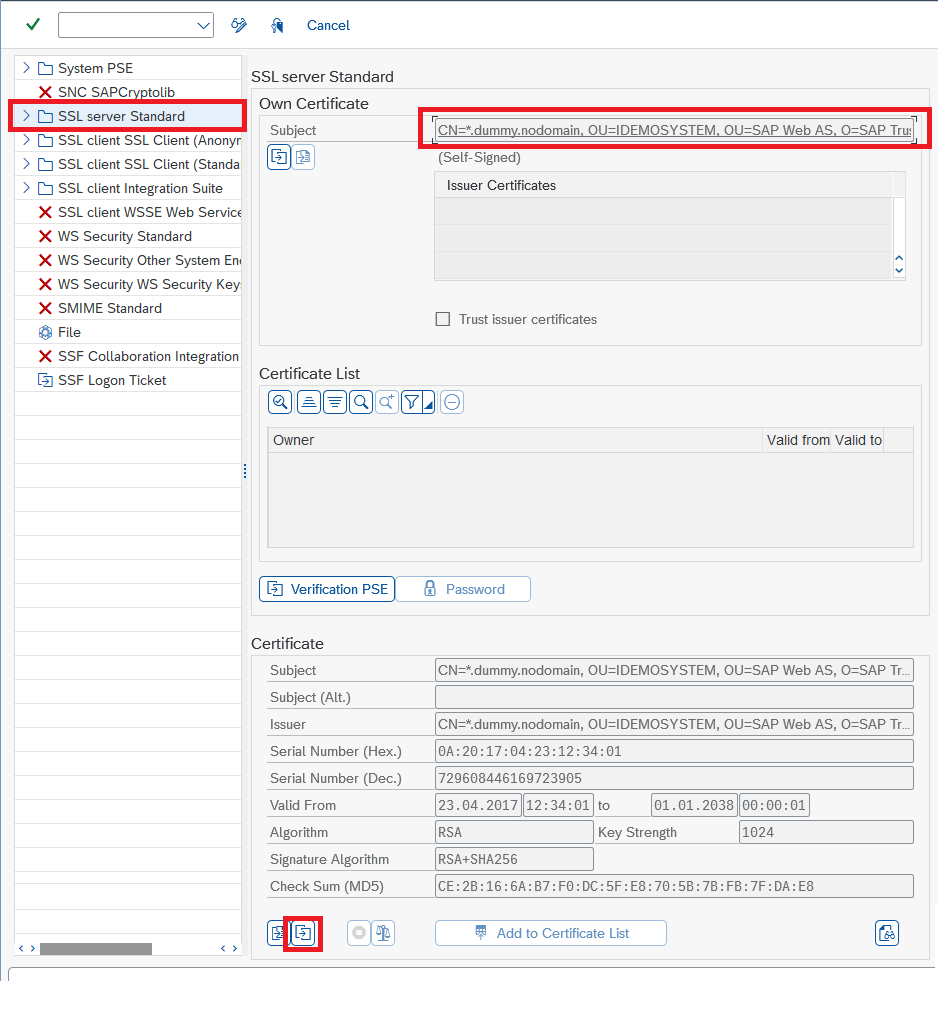 Cancel
System PSE
SNC SAPCryptolib
SSL server Standard
SSL client SSL Client (Anonym
SSL client SSL Client (Standa
SSL client Integration Suite
SSL client WSSE Web Service
WS Security Standard
WS Security Other System En
WS Security WS Security Keys
SMIME Standard
File
SSF Collaboration Integration
SSF Logon Ticket
SSL server Standard
Own Certificate
Subject CN=*.dummy.nodomain, OU=IDEMOSYSTEM, OU=SAP Web AS, O=SAP Trus
(Self-Signed)
Issuer Certificates
Trust issuer certificates
Certificate List
Owner Valid from Valid to
Verification PSE Password
Certificate
Subject CN=*.dummy.nodomain, OU=IDEMOSYSTEM, OU=SAP Web AS, O=SAP Tr...
Subject (Alt.)
Issuer CN=*.dummy.nodomain, OU=IDEMOSYSTEM, OU=SAP Web AS, O=SAP Tr...
Serial Number (Hex.) 0A:20:17:04:23:12:34:01
Serial Number (Dec.) 729608446169723905
Valid From 23.04.2017 12:34:01 to 01.01.2038 00:00:01
Algorithm RSA Key Strength 1024
Signature Algorithm RSA+SHA256
Check Sum (MD5) CE:2B:16:6A:B7:F0:DC:5F:E8:70:5B:7B:FB:7F:DA:E8
Add to Certificate List